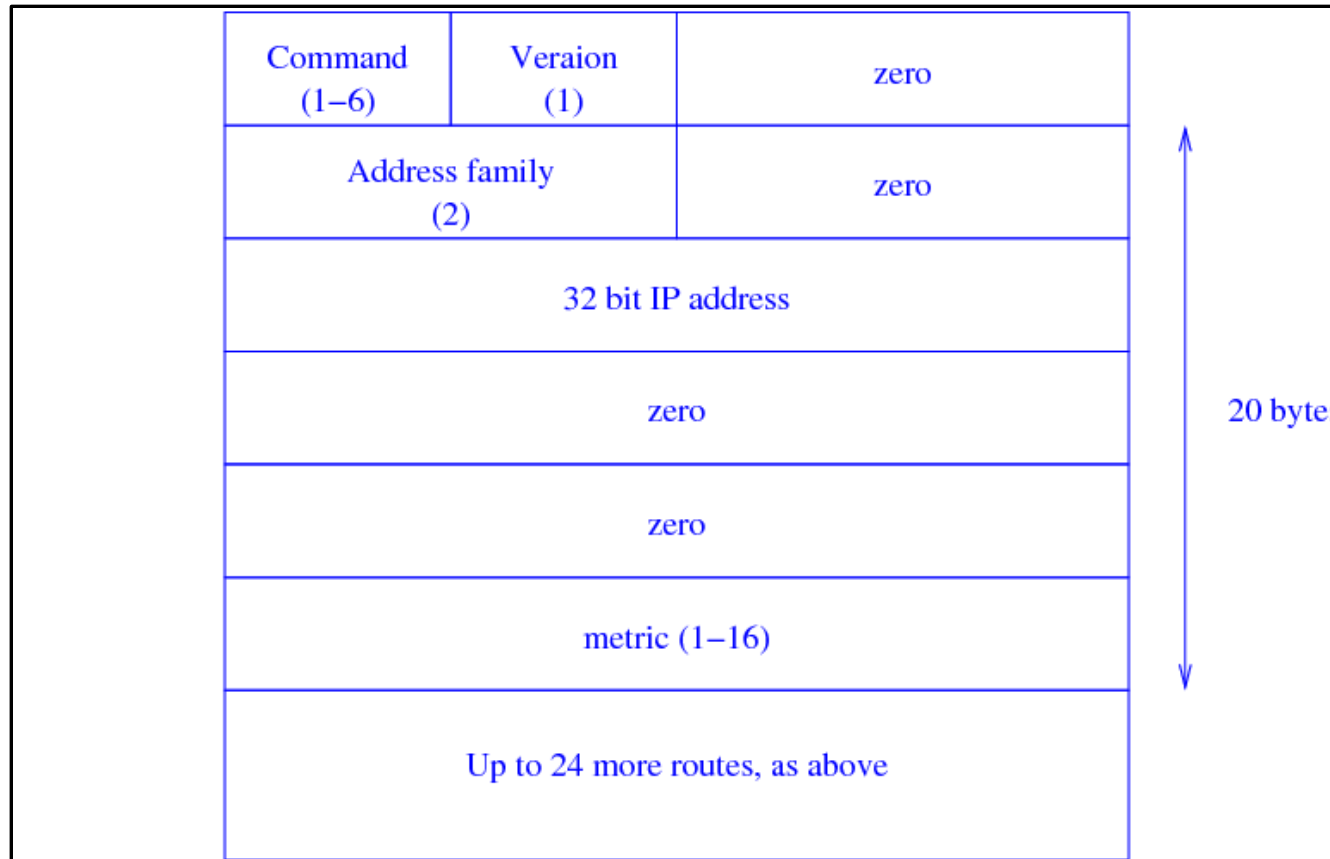 Command
(1–6)
Veraion
(1)
zero
Address family
(2)
zero
32 bit IP address
zero
zero
metric (1–16)
20 byte
Up to 24 more routes, as above